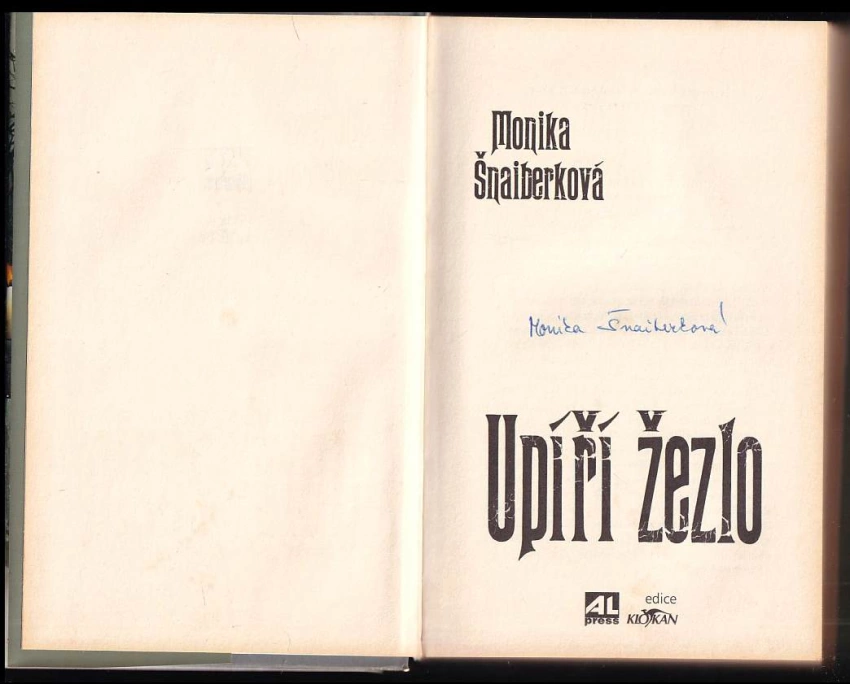 Monika
Šnaiberková
Monika Šnaiberková
Upíří žezlo
AL
press
edice
KLOKAN